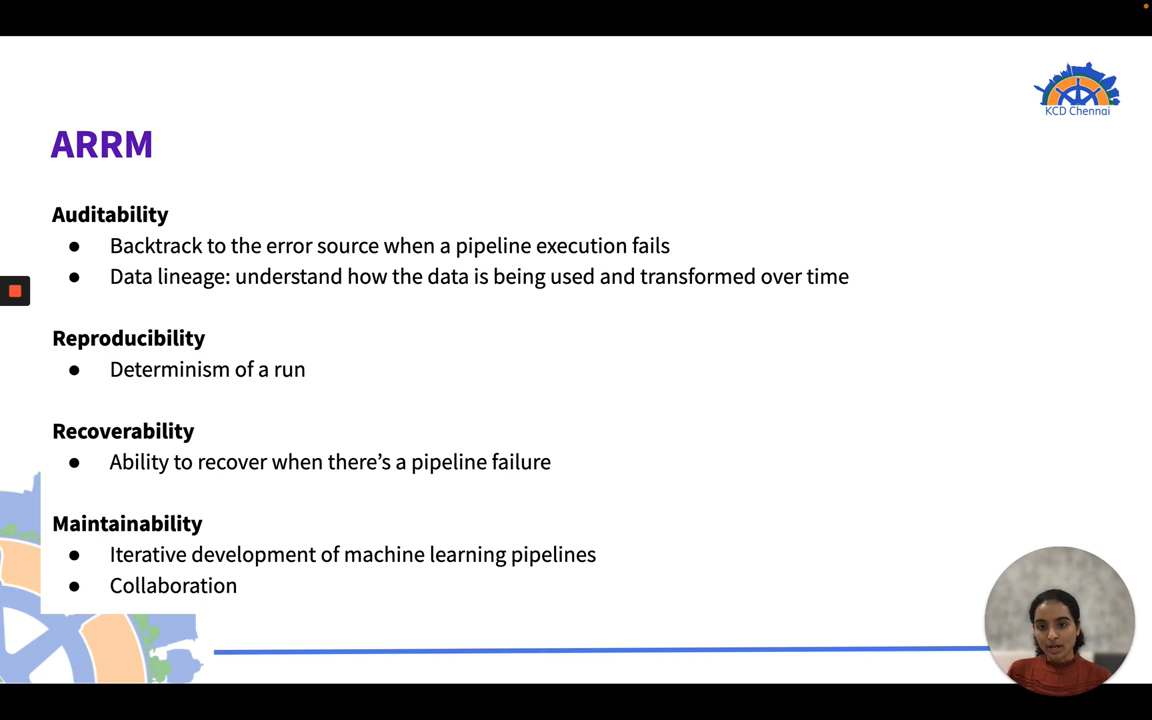 KCD Chennai
ARRM
Auditability
● Backtrack to the error source when a pipeline execution fails
● Data lineage: understand how the data is being used and transformed over time
Reproducibility
● Determinism of a run
Recoverability
● Ability to recover when there’s a pipeline failure
Maintainability
● Iterative development of machine learning pipelines
● Collaboration